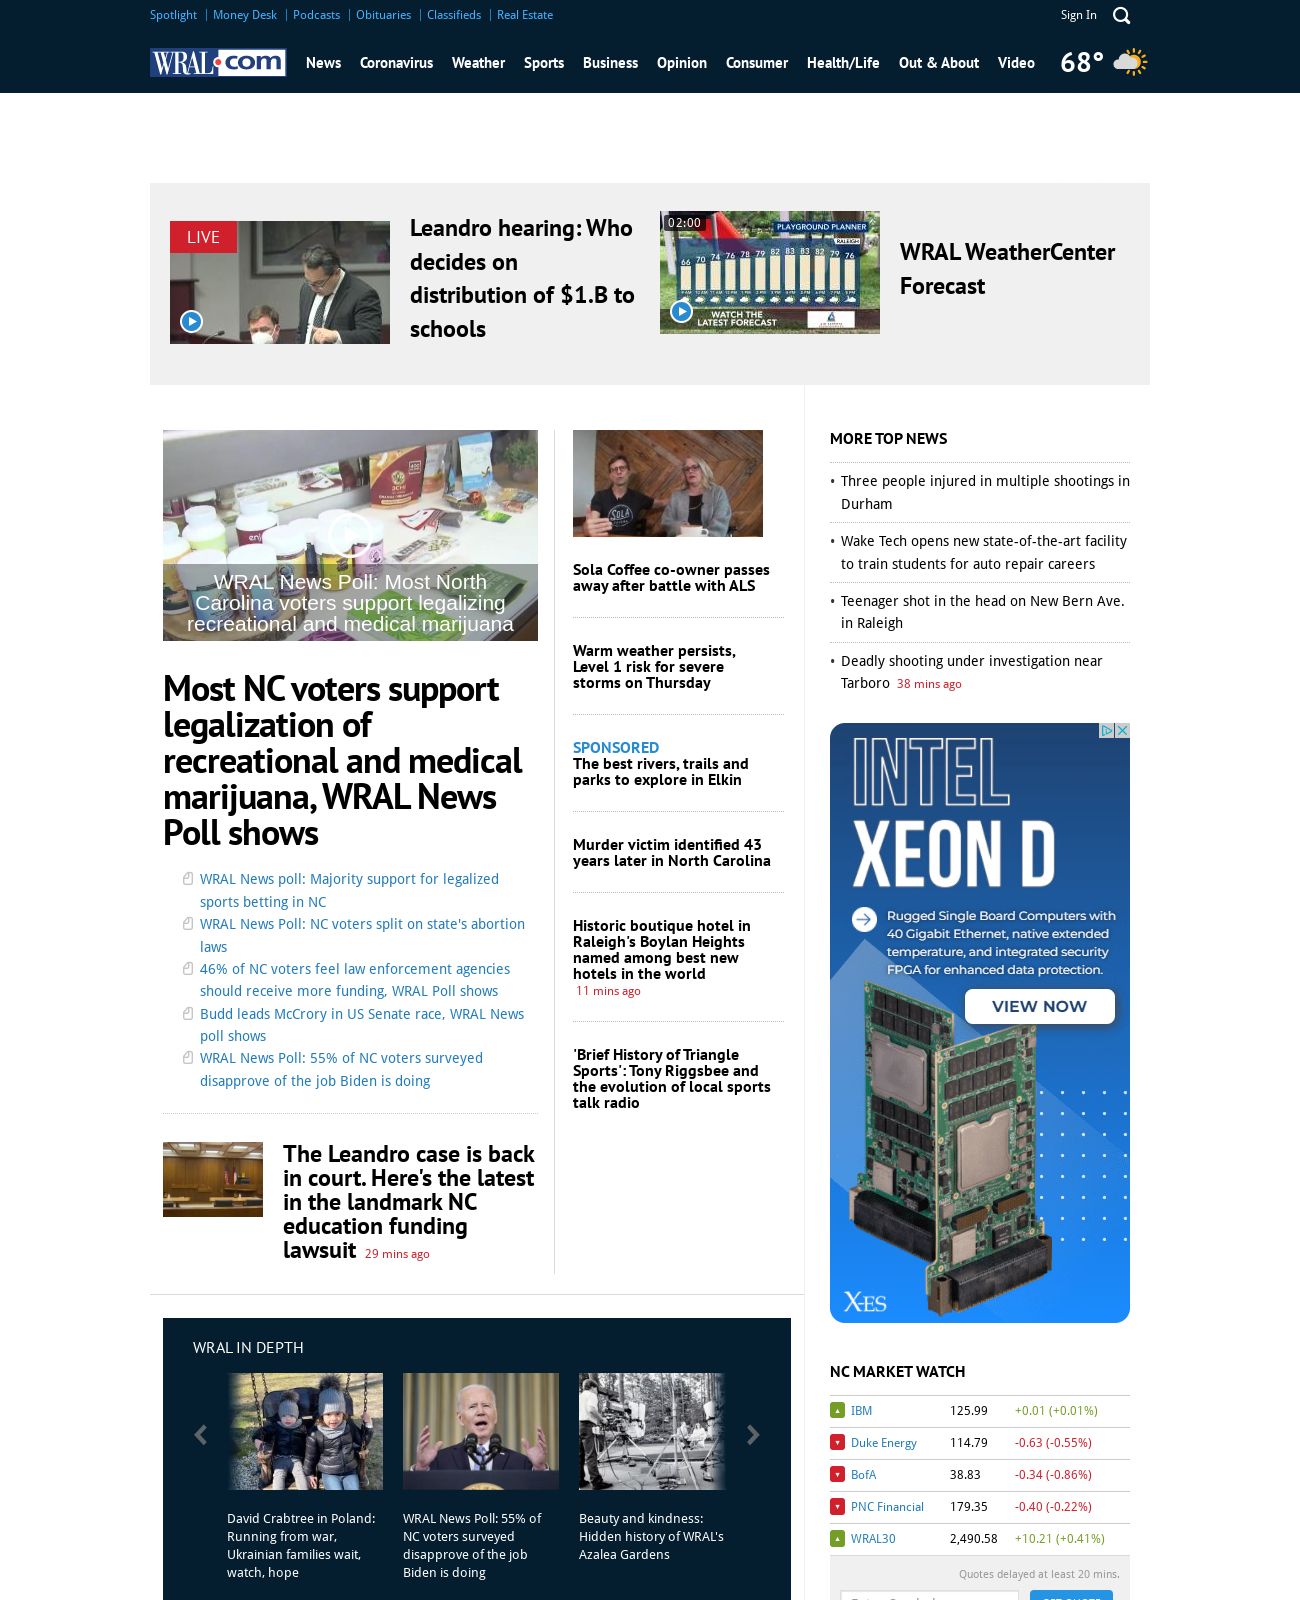 Spotlight
Money Desk
Podcasts
Obituaries
Classifieds
Real Estate
Sign In
WRAL.com
News
Coronavirus
Weather
Sports
Business
Opinion
Consumer
Health/Life
Out & About
Video
68°
LIVE
Leandro hearing: Who
decides on
distribution of $1.B to
schools
02:00
PLAYGROUND PLANNER
RALEIGH
66 70 74 76 78 79 82 83 83 82 79 76
WATCH THE
LATEST FORECAST
WRAL WeatherCenter
Forecast
WRAL News Poll: Most North
Carolina voters support legalizing
recreational and medical marijuana
Most NC voters support
legalization of
recreational and medical
marijuana, WRAL News
Poll shows
WRAL News poll: Majority support for legalized
sports betting in NC
WRAL News Poll: NC voters split on state's abortion
laws
46% of NC voters feel law enforcement agencies
should receive more funding, WRAL Poll shows
Budd leads McCrory in US Senate race, WRAL News
poll shows
WRAL News Poll: 55% of NC voters surveyed
disapprove of the job Biden is doing
The Leandro case is back
in court. Here's the latest
in the landmark NC
education funding
lawsuit 29 mins ago
SOLA
Sola Coffee co-owner passes
away after battle with ALS
Warm weather persists,
Level 1 risk for severe
storms on Thursday
SPONSORED
The best rivers, trails and
parks to explore in Elkin
Murder victim identified 43
years later in North Carolina
Historic boutique hotel in
Raleigh's Boylan Heights
named among best new
hotels in the world
11 mins ago
'Brief History of Triangle
Sports': Tony Riggsbee and
the evolution of local sports
talk radio
MORE TOP NEWS
• Three people injured in multiple shootings in
Durham
• Wake Tech opens new state-of-the-art facility
to train students for auto repair careers
• Teenager shot in the head on New Bern Ave.
in Raleigh
• Deadly shooting under investigation near
Tarboro 38 mins ago
INTEL
XEON D
Rugged Single Board Computers with
40 Gigabit Ethernet, native extended
temperature, and integrated security
FPGA for enhanced data protection.
VIEW NOW
X-ES
WRAL IN DEPTH
David Crabtree in Poland:
Running from war,
Ukrainian families wait,
watch, hope
WRAL News Poll: 55% of
NC voters surveyed
disapprove of the job
Biden is doing
Beauty and kindness:
Hidden history of WRAL's
Azalea Gardens
NC MARKET WATCH
IBM 125.99 +0.01 (+0.01%)
Duke Energy 114.79 -0.63 (-0.55%)
BofA 38.83 -0.34 (-0.86%)
PNC Financial 179.35 -0.40 (-0.22%)
WRAL30 2,490.58 +10.21 (+0.41%)
Quotes delayed at least 20 mins.